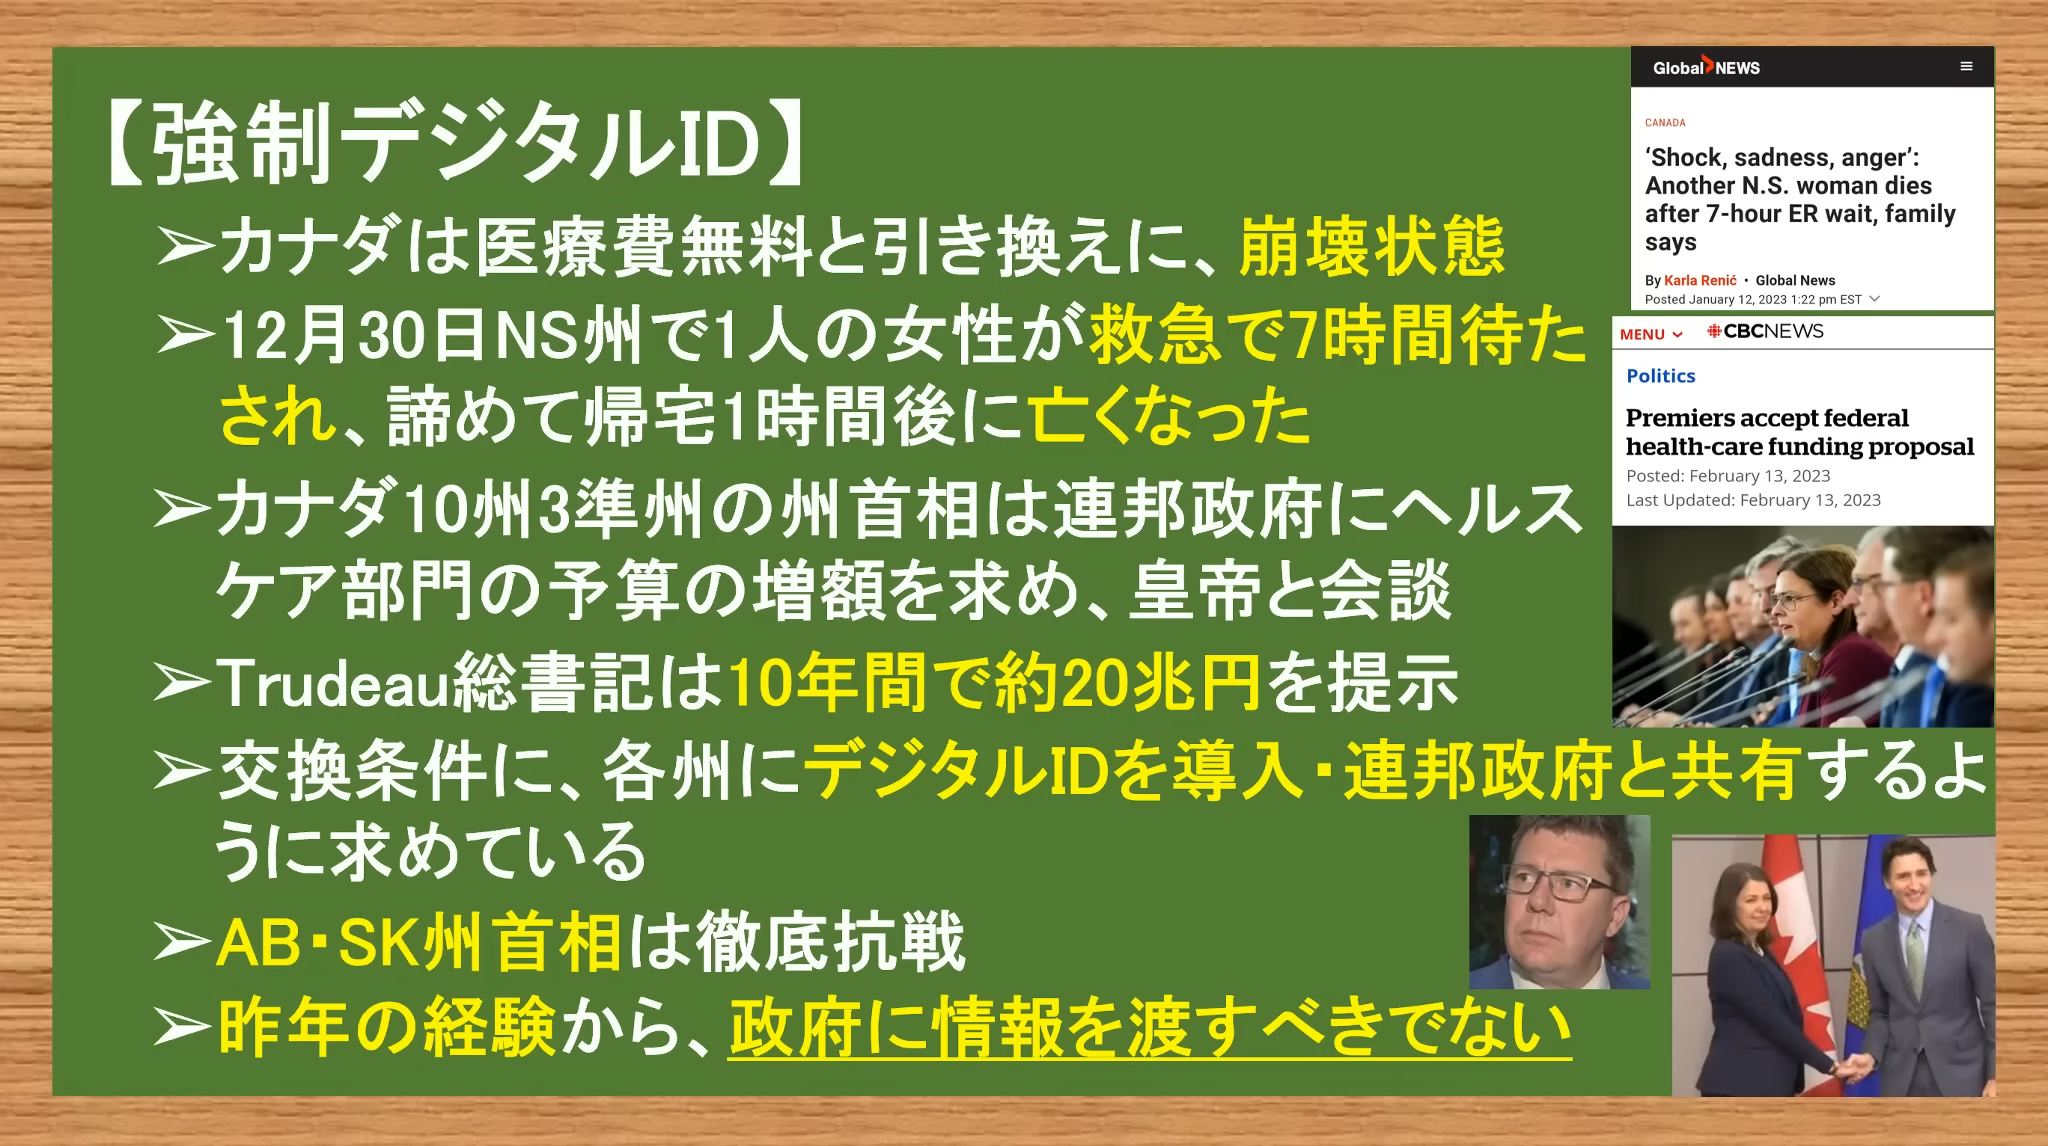 【強制デジタルID】
➢カナダは医療費無料と引き換えに、崩壊状態
➢12月30日NS州で1人の女性が救急で7時間待た
され、諦めて帰宅1時間後に亡くなった
➢カナダ10州3準州の州首相は連邦政府にヘルス
ケア部門の予算の増額を求め、皇帝と会談
➢Trudeau総書記は10年間で約20兆円を提示
➢交換条件に、各州にデジタルIDを導入・連邦政府と共有するよ
うに求めている
➢AB・SK州首相は徹底抗戦
➢昨年の経験から、政府に情報を渡すべきでない
Global NEWS
CANADA
‘Shock, sadness, anger’:
Another N.S. woman dies
after 7-hour ER wait, family
says
By Karla Renić • Global News
Posted January 12, 2023 1:22 pm EST
MENU CBCNEWS
Politics
Premiers accept federal
health-care funding proposal
Posted: February 13, 2023
Last Updated: February 13, 2023